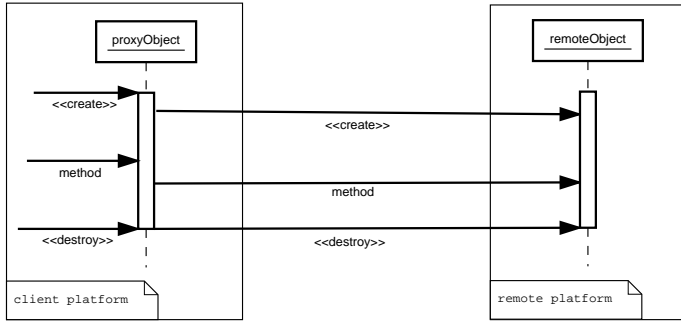 proxyObject
remoteObject
<<create>>
<<create>>
method
method
<<destroy>>
<<destroy>>
client platform
remote platform